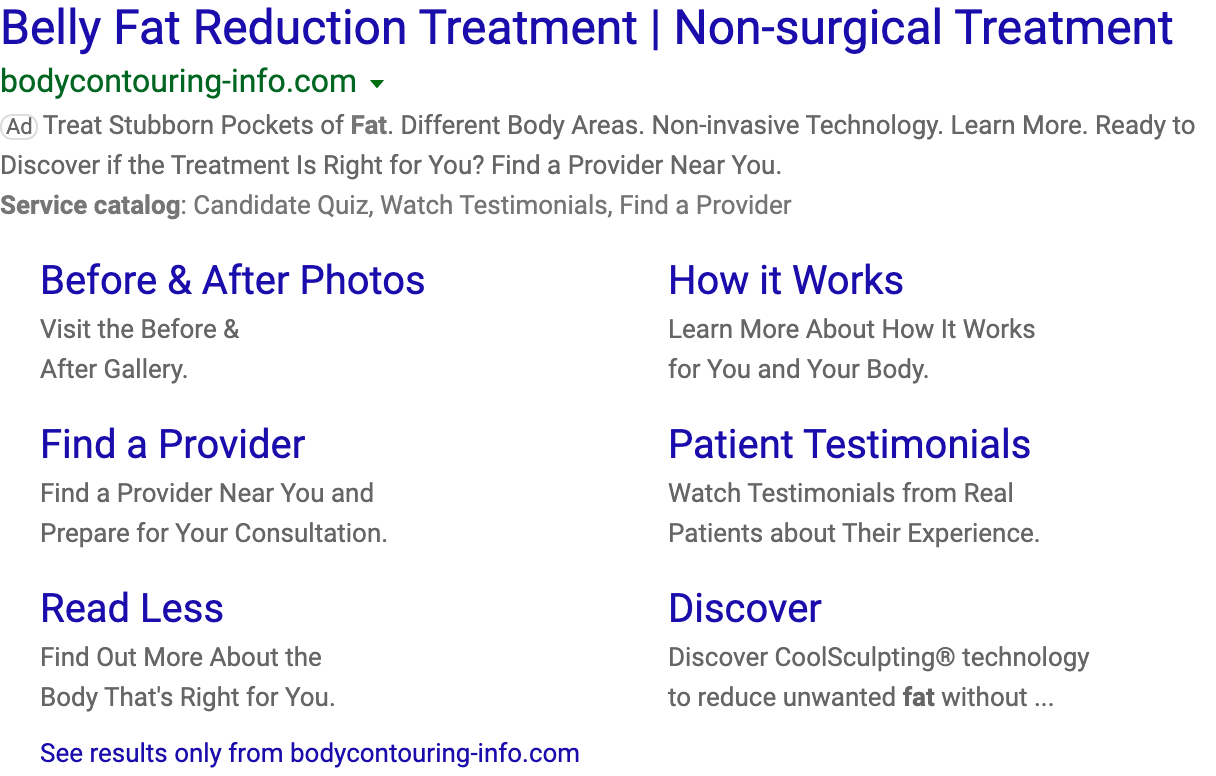 Belly Fat Reduction Treatment | Non-surgical Treatment
bodycontouring-info.com
Ad Treat Stubborn Pockets of Fat. Different Body Areas. Non-invasive Technology. Learn More. Ready to
Discover if the Treatment Is Right for You? Find a Provider Near You.
Service catalog: Candidate Quiz, Watch Testimonials, Find a Provider
Before & After Photos
Visit the Before &
After Gallery.
How it Works
Learn More About How It Works
for You and Your Body.
Find a Provider
Find a Provider Near You and
Prepare for Your Consultation.
Patient Testimonials
Watch Testimonials from Real
Patients about Their Experience.
Read Less
Find Out More About the
Body That's Right for You.
Discover
Discover CoolSculpting® technology
to reduce unwanted fat without ...
See results only from bodycontouring-info.com